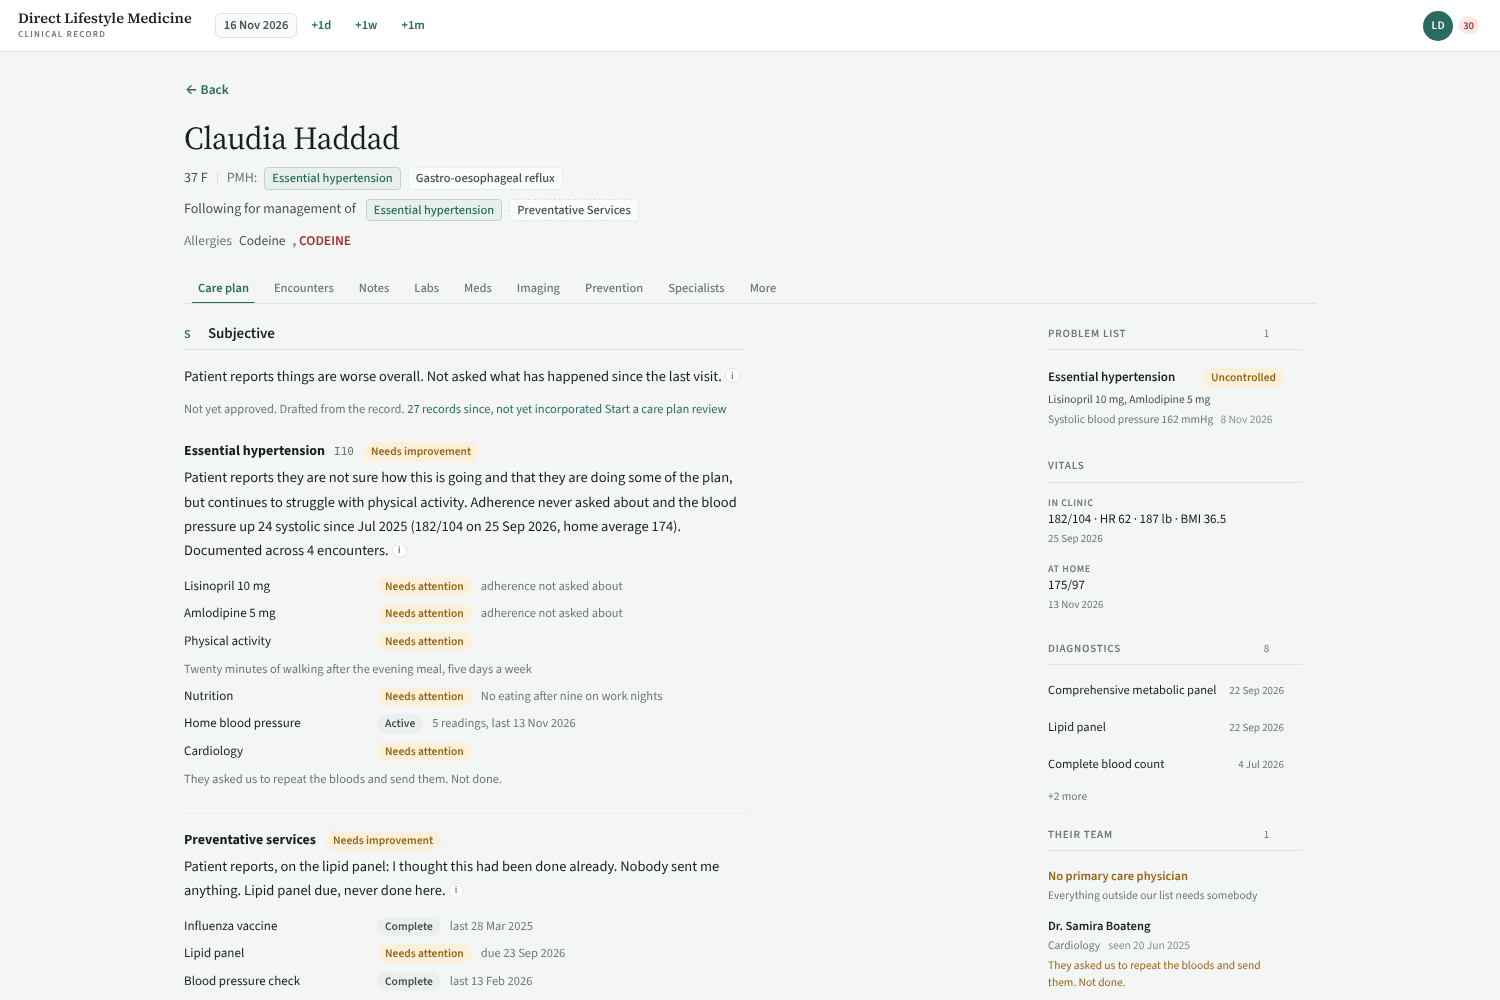 Direct Lifestyle Medicine
CLINICAL RECORD
16 Nov 2026 +1d +1w +1m
LD 30
← Back
Claudia Haddad
37 F PMH: Essential hypertension Gastro-oesophageal reflux
Following for management of Essential hypertension Preventative Services
Allergies Codeine , CODEINE
Care plan Encounters Notes Labs Meds Imaging Prevention Specialists More
S Subjective
Patient reports things are worse overall. Not asked what has happened since the last visit. i
Not yet approved. Drafted from the record. 27 records since, not yet incorporated Start a care plan review
Essential hypertension I10 Needs improvement
Patient reports they are not sure how this is going and that they are doing some of the plan,
but continues to struggle with physical activity. Adherence never asked about and the blood
pressure up 24 systolic since Jul 2025 (182/104 on 25 Sep 2026, home average 174).
Documented across 4 encounters. i
Lisinopril 10 mg Needs attention adherence not asked about
Amlodipine 5 mg Needs attention adherence not asked about
Physical activity Needs attention
Twenty minutes of walking after the evening meal, five days a week
Nutrition Needs attention No eating after nine on work nights
Home blood pressure Active 5 readings, last 13 Nov 2026
Cardiology Needs attention
They asked us to repeat the bloods and send them. Not done.
Preventative services Needs improvement
Patient reports, on the lipid panel: I thought this had been done already. Nobody sent me
anything. Lipid panel due, never done here. i
Influenza vaccine Complete last 28 Mar 2025
Lipid panel Needs attention due 23 Sep 2026
Blood pressure check Complete last 13 Feb 2026
PROBLEM LIST 1
Essential hypertension Uncontrolled
Lisinopril 10 mg, Amlodipine 5 mg
Systolic blood pressure 162 mmHg 8 Nov 2026
VITALS
IN CLINIC
182/104 · HR 62 · 187 lb · BMI 36.5
25 Sep 2026
AT HOME
175/97
13 Nov 2026
DIAGNOSTICS 8
Comprehensive metabolic panel 22 Sep 2026
Lipid panel 22 Sep 2026
Complete blood count 4 Jul 2026
+2 more
THEIR TEAM 1
No primary care physician
Everything outside our list needs somebody
Dr. Samira Boateng
Cardiology seen 20 Jun 2025
They asked us to repeat the bloods and send
them. Not done.